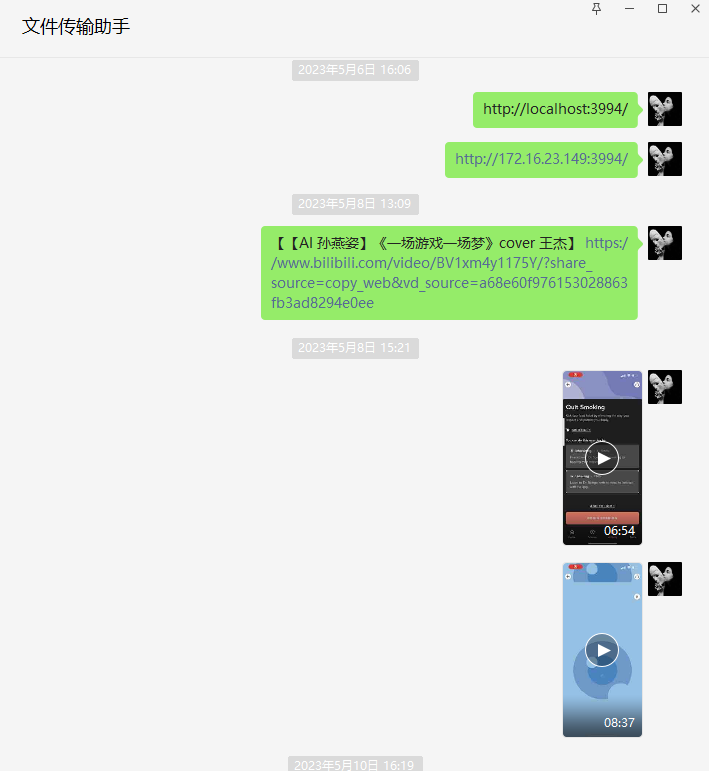 文件传输助手
2023年5月6日 16:06
http://localhost:3994/
http://172.16.23.149:3994/
2023年5月8日 13:09
【【AI 孙燕姿】《一场游戏一场梦》cover 王杰】 https:/
/www.bilibili.com/video/BV1xm4y1175Y/?share_
source=copy_web&vd_source=a68e60f976153028863
fb3ad8294e0ee
2023年5月8日 15:21
Quit Smoking
06:54
08:37
2023年5月10日 16:19